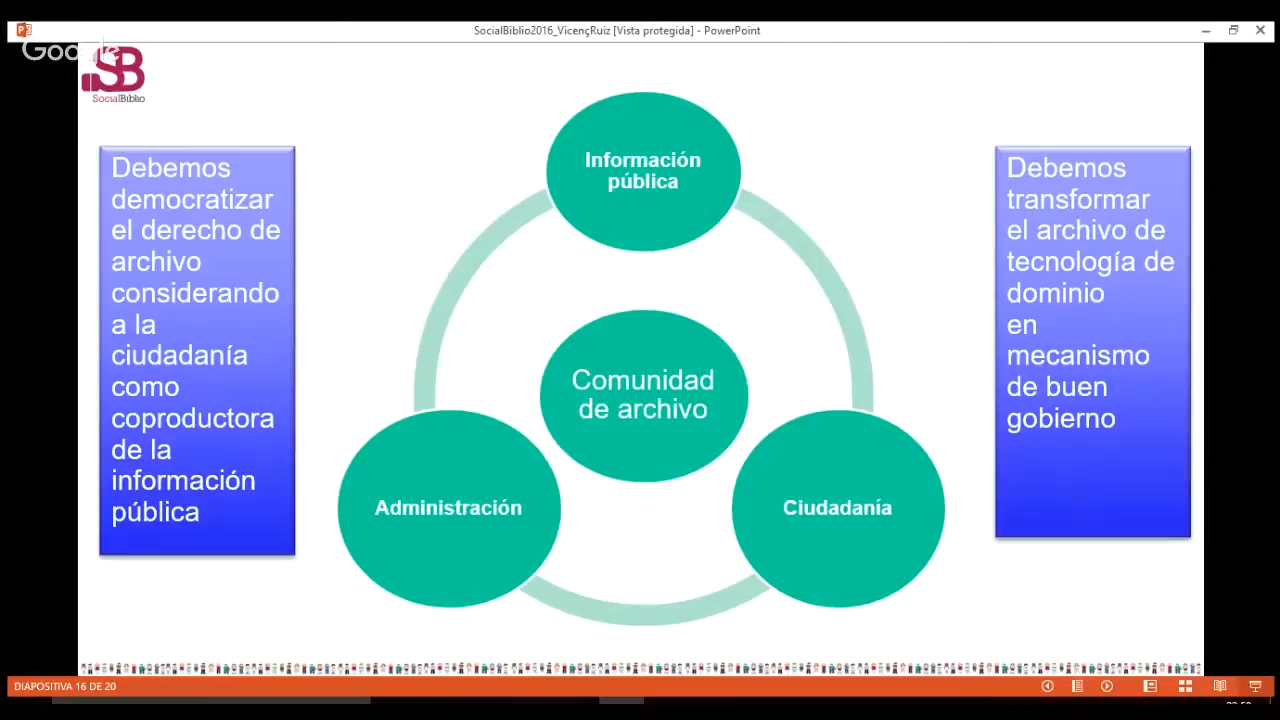 SocialBiblio2016_VicençRuiz [Vista protegida] - PowerPoint
Google
SB
SocialBiblio
Debemos
democratizar
el derecho de
archivo
considerando
a la
ciudadanía
como
coproductora
de la
información
pública
Información
pública
Comunidad
de archivo
Administración
Ciudadanía
Debemos
transformar
el archivo de
tecnología de
dominio
en
mecanismo
de buen
gobierno
DIAPOSITIVA 16 DE 20